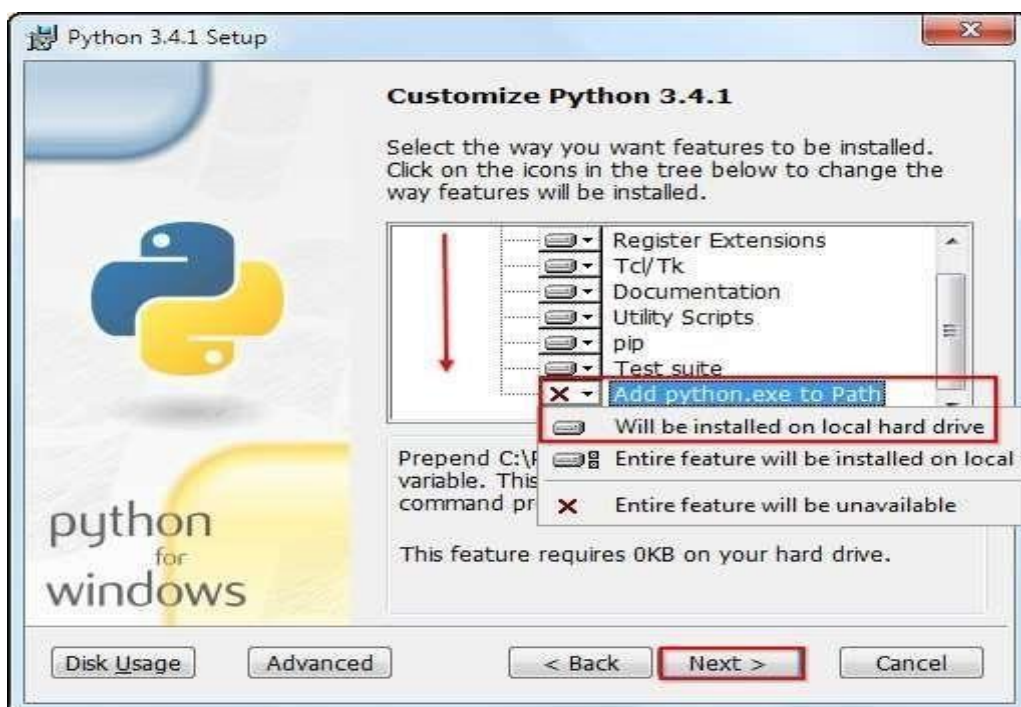 Python 3.4.1 Setup
Customize Python 3.4.1
Select the way you want features to be installed.
Click on the icons in the tree below to change the
way features will be installed.
Register Extensions
Tcl/Tk
Documentation
Utility Scripts
pip
Test suite
Add python.exe to Path
Will be installed on local hard drive
Entire feature will be installed on local
Entire feature will be unavailable
Prepend C:\
variable. This
command pr
This feature requires 0KB on your hard drive.
python
for
windows
Disk Usage
Advanced
< Back
Next >
Cancel